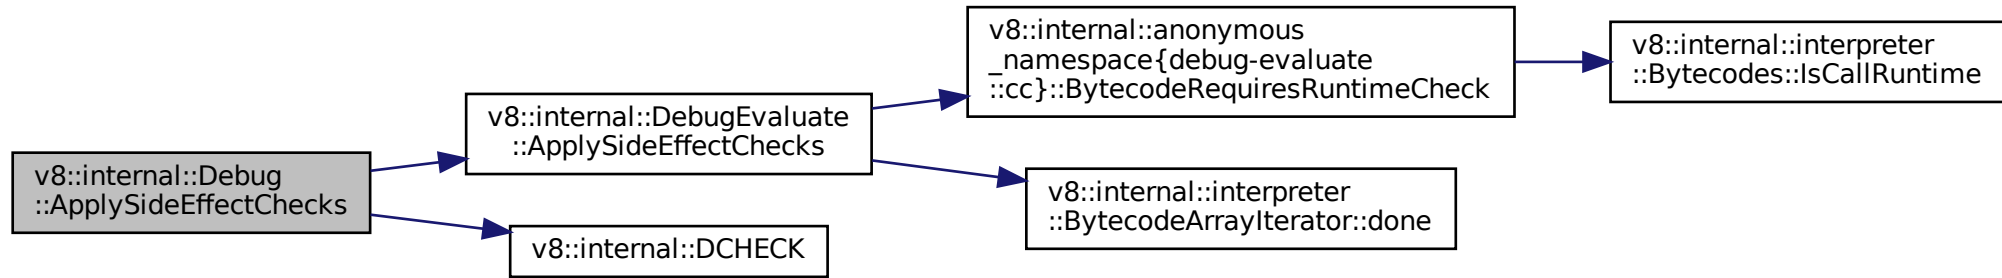 v8::internal::Debug
::ApplySideEffectChecks
v8::internal::DebugEvaluate
::ApplySideEffectChecks
v8::internal::DCHECK
v8::internal::anonymous
_namespace{debug-evaluate
::cc}::BytecodeRequiresRuntimeCheck
v8::internal::interpreter
::BytecodeArrayIterator::done
v8::internal::interpreter
::Bytecodes::IsCallRuntime